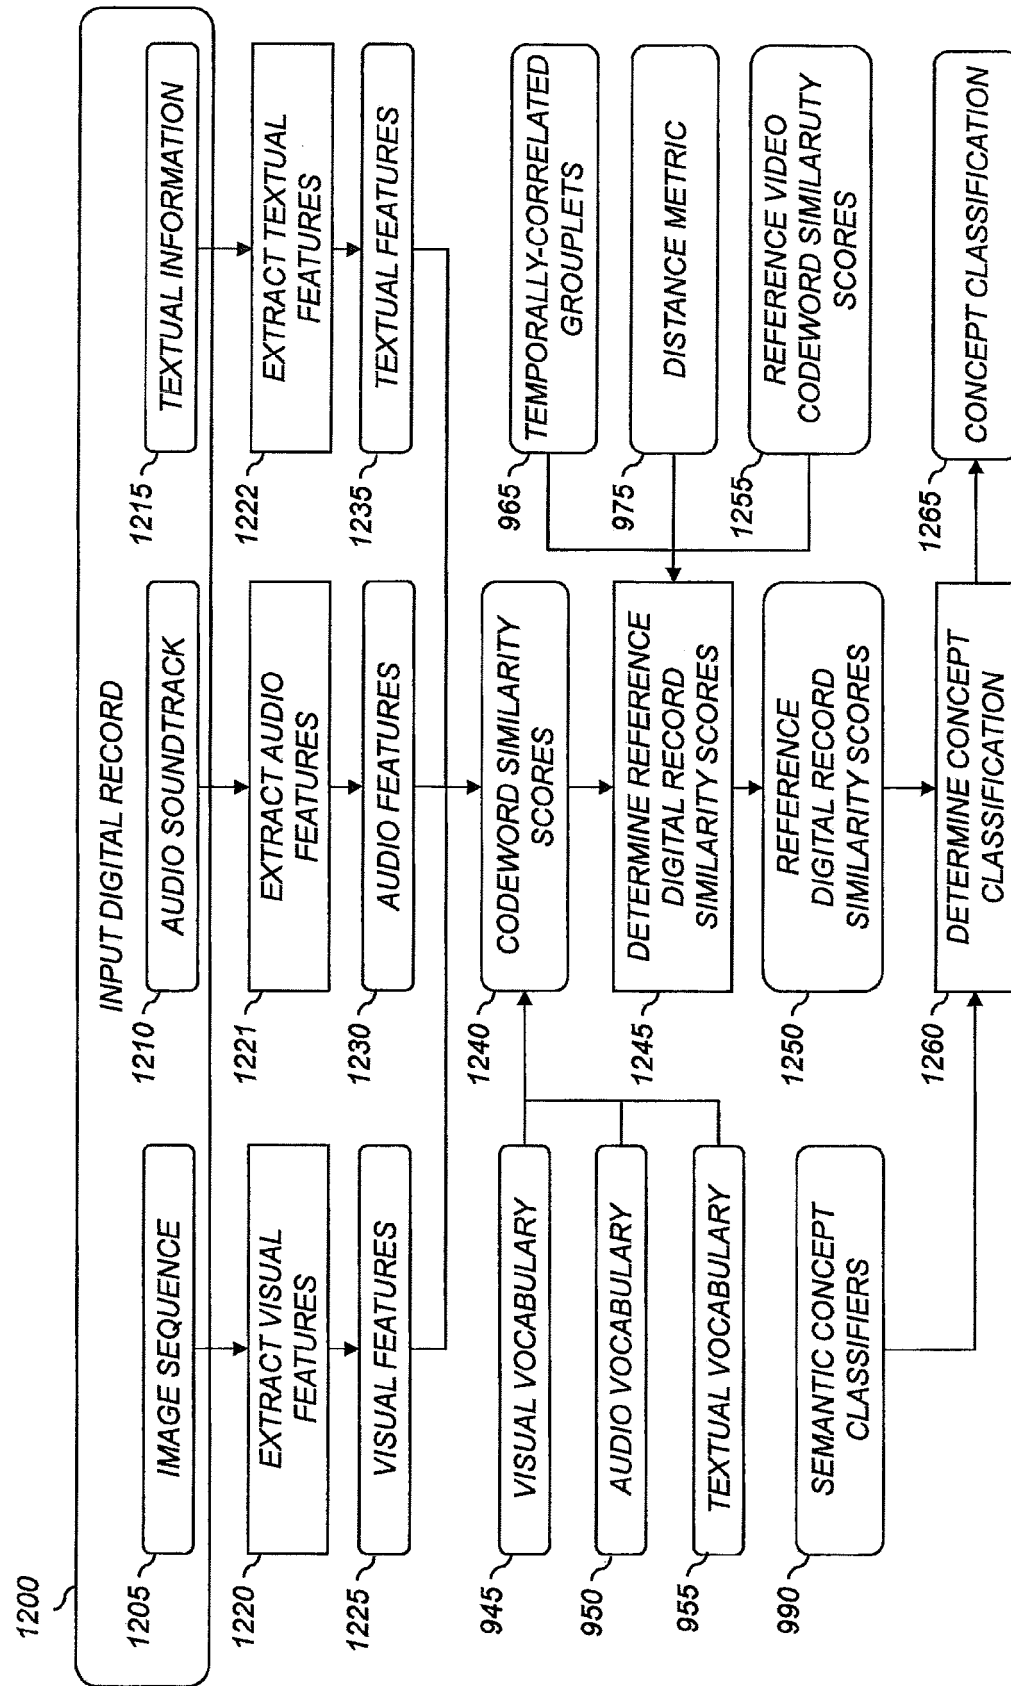 1200
INPUT DIGITAL RECORD
1205
IMAGE SEQUENCE
1210
AUDIO SOUNDTRACK
1215
TEXTUAL INFORMATION
1220
EXTRACT VISUAL
FEATURES
1221
EXTRACT AUDIO
FEATURES
1222
EXTRACT TEXTUAL
FEATURES
1225
VISUAL FEATURES
1230
AUDIO FEATURES
1235
TEXTUAL FEATURES
945
VISUAL VOCABULARY
950
AUDIO VOCABULARY
955
TEXTUAL VOCABULARY
1240
CODEWORD SIMILARITY
SCORES
965
TEMPORALLY-CORRELATED
GROUPLETS
975
DISTANCE METRIC
1255
REFERENCE VIDEO
CODEWORD SIMILARUTY
SCORES
1245
DETERMINE REFERENCE
DIGITAL RECORD
SIMILARITY SCORES
1250
REFERENCE
DIGITAL RECORD
SIMILARITY SCORES
990
SEMANTIC CONCEPT
CLASSIFIERS
1260
DETERMINE CONCEPT
CLASSIFICATION
1265
CONCEPT CLASSIFICATION